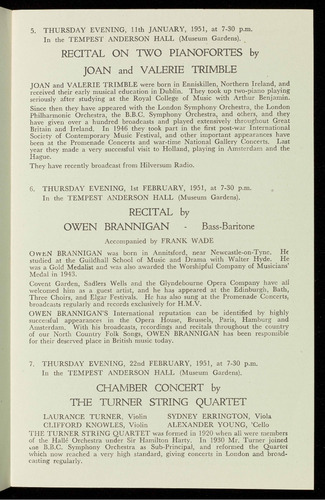 5. THURSDAY EVENING, 11th JANUARY, 1951, at 7-30 p.m.
In the TEMPEST ANDERSON HALL (Museum Gardens).
RECITAL ON TWO PIANOFORTES by
JOAN and VALERIE TRIMBLE
JOAN and VALERIE TRIMBLE were born in Enniskillen, Northern Ireland, and
received their early musical education in Dublin. They took up two-piano playing
seriously after studying at the Royal College of Music with Arthur Benjamin.
Since then they have appeared with the London Symphony Orchestra, the London
Philharmonic Orchestra, the B.B.C. Symphony Orchestra, and others, and they
have given over a hundred broadcasts and played extensively throughout Great
Britain and Ireland. In 1946 they took part in the first post-war International
Society of Contemporary Music Festival, and other important appearances have
been at the Promenade Concerts and war-time National Gallery Concerts. Last
year they made a very successful visit to Holland, playing in Amsterdam and the
Hague.
They have recently broadcast from Hilversum Radio.
6. THURSDAY EVENING, 1st FEBRUARY, 1951, at 7-30 p.m.
In the TEMPEST ANDERSON HALL (Museum Gardens).
RECITAL by
OWEN BRANNIGAN - Bass-Baritone
Accompanied by FRANK WADE
OWEN BRANNIGAN was born in Annitsford, near Newcastle-on-Tyne. He
studied at the Guildhall School of Music and Drama with Walter Hyde. He
was a Gold Medalist and was also awarded the Worshipful Company of Musicians'
Medal in 1943.
Covent Garden, Sadlers Wells and the Glyndebourne Opera Company have all
welcomed him as a guest artist, and he has appeared at the Edinburgh, Bath,
Three Choirs, and Elgar Festivals. He has also sung at the Promenade Concerts,
broadcasts regularly and records exclusively for H.M.V.
OWEN BRANNIGAN'S International reputation can be identified by highly
successful appearances in the Opera House, Brussels, Paris, Hamburg and
Amsterdam. With his broadcasts, recordings and recitals throughout the country
of our North Country Folk Songs, OWEN BRANNIGAN has been responsible
for their deserved place in British music today.
7. THURSDAY EVENING, 22nd FEBRUARY, 1951, at 7-30 p.m.
In the TEMPEST ANDERSON HALL (Museum Gardens).
CHAMBER CONCERT by
THE TURNER STRING QUARTET
LAURANCE TURNER, Violin SYDNEY ERRINGTON, Viola
CLIFFORD KNOWLES, Violin ALEXANDER YOUNG, 'Cello
THE TURNER STRING QUARTET was formed in 1920 when all were members
of the Hallé Orchestra under Sir Hamilton Harty. In 1930 Mr. Turner joined
the B.B.C. Symphony Orchestra as Sub-Principal, and reformed the Quartet
which now reached a very high standard, giving concerts in London and broad-
casting regularly.